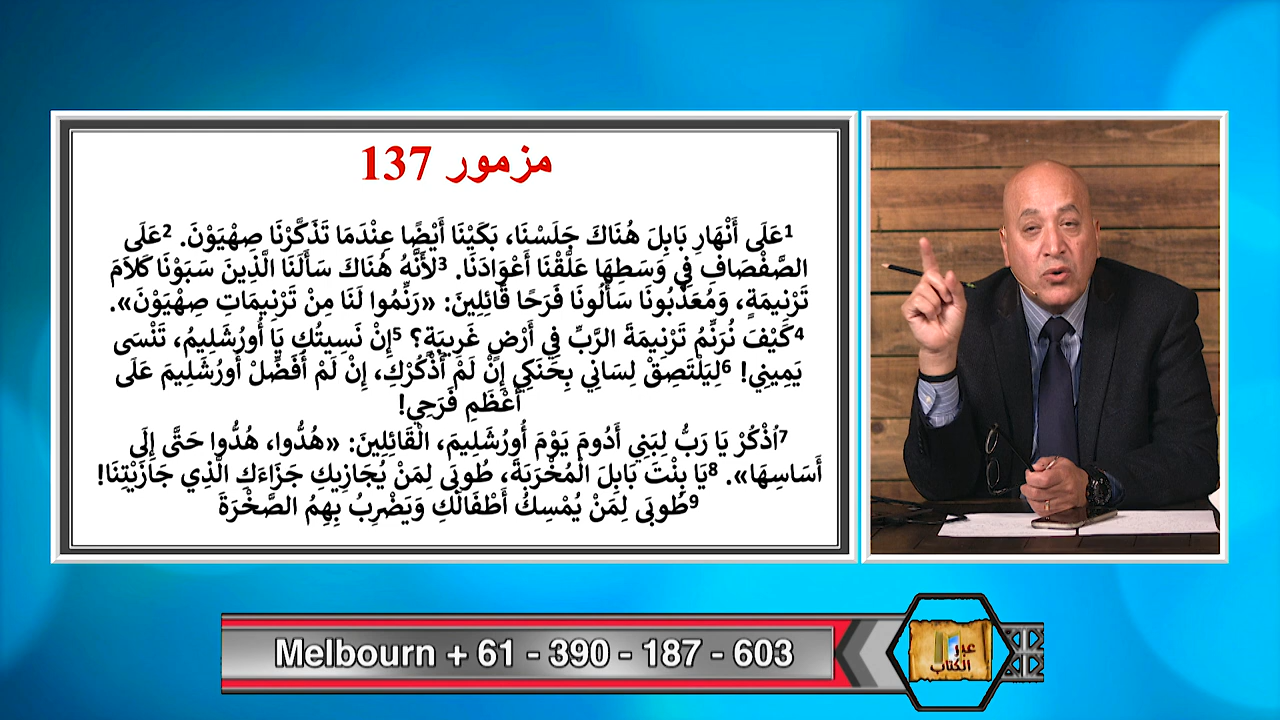 مزمور 137
1عَلَى أَنْهَارِ بَابِلَ هُنَاكَ جَلَسْنَا، بَكَيْنَا أَيْضًا عِنْدَمَا تَذَكَّرْنَا صِهْيَوْنَ. 2عَلَى
الصَّفْصَافِ فِي وَسَطِهَا عَلَّقْنَا أَعْوَادَنَا. 3لأَنَّهُ هُنَاكَ سَأَلَنَا الَّذِينَ سَبَوْنَا كَلاَمَ
تَرْنِيمَةٍ، وَمُعَذِّبُونَا سَأَلُونَا فَرَحًا قَائِلِينَ: «رَنِّمُوا لَنَا مِنْ تَرْنِيمَاتِ صِهْيَوْنَ».
4كَيْفَ نُرَنِّمُ تَرْنِيمَةَ الرَّبِّ فِي أَرْضٍ غَرِيبَةٍ؟ 5إِنْ نَسِيتُكِ يَا أُورُشَلِيمُ، تَنْسَى
يَمِينِي! 6لِيَلْتَصِقْ لِسَانِي بِحَنَكِي إِنْ لَمْ أَذْكُرْكِ، إِنْ لَمْ أُفَضِّلْ أُورُشَلِيمَ عَلَى
أَعْظَمِ فَرَحِي!
7اُذْكُرْ يَا رَبُّ لِبَنِي أَدُومَ يَوْمَ أُورُشَلِيمَ، الْقَائِلِينَ: «هُدُّوا، هُدُّوا حَتَّى إِلَى
أَسَاسِهَا». 8يَا بِنْتَ بَابِلَ الْمُخْرَبَةَ، طُوبَى لِمَنْ يُجَازِيكِ جَزَاءَكِ الَّذِي جَازَيْتِنَا!
9طُوبَى لِمَنْ يُمْسِكُ أَطْفَالَكِ وَيَضْرِبُ بِهِمُ الصَّخْرَةَ
Melbourn + 61 - 390 - 187 - 603
عبر
الكتاب